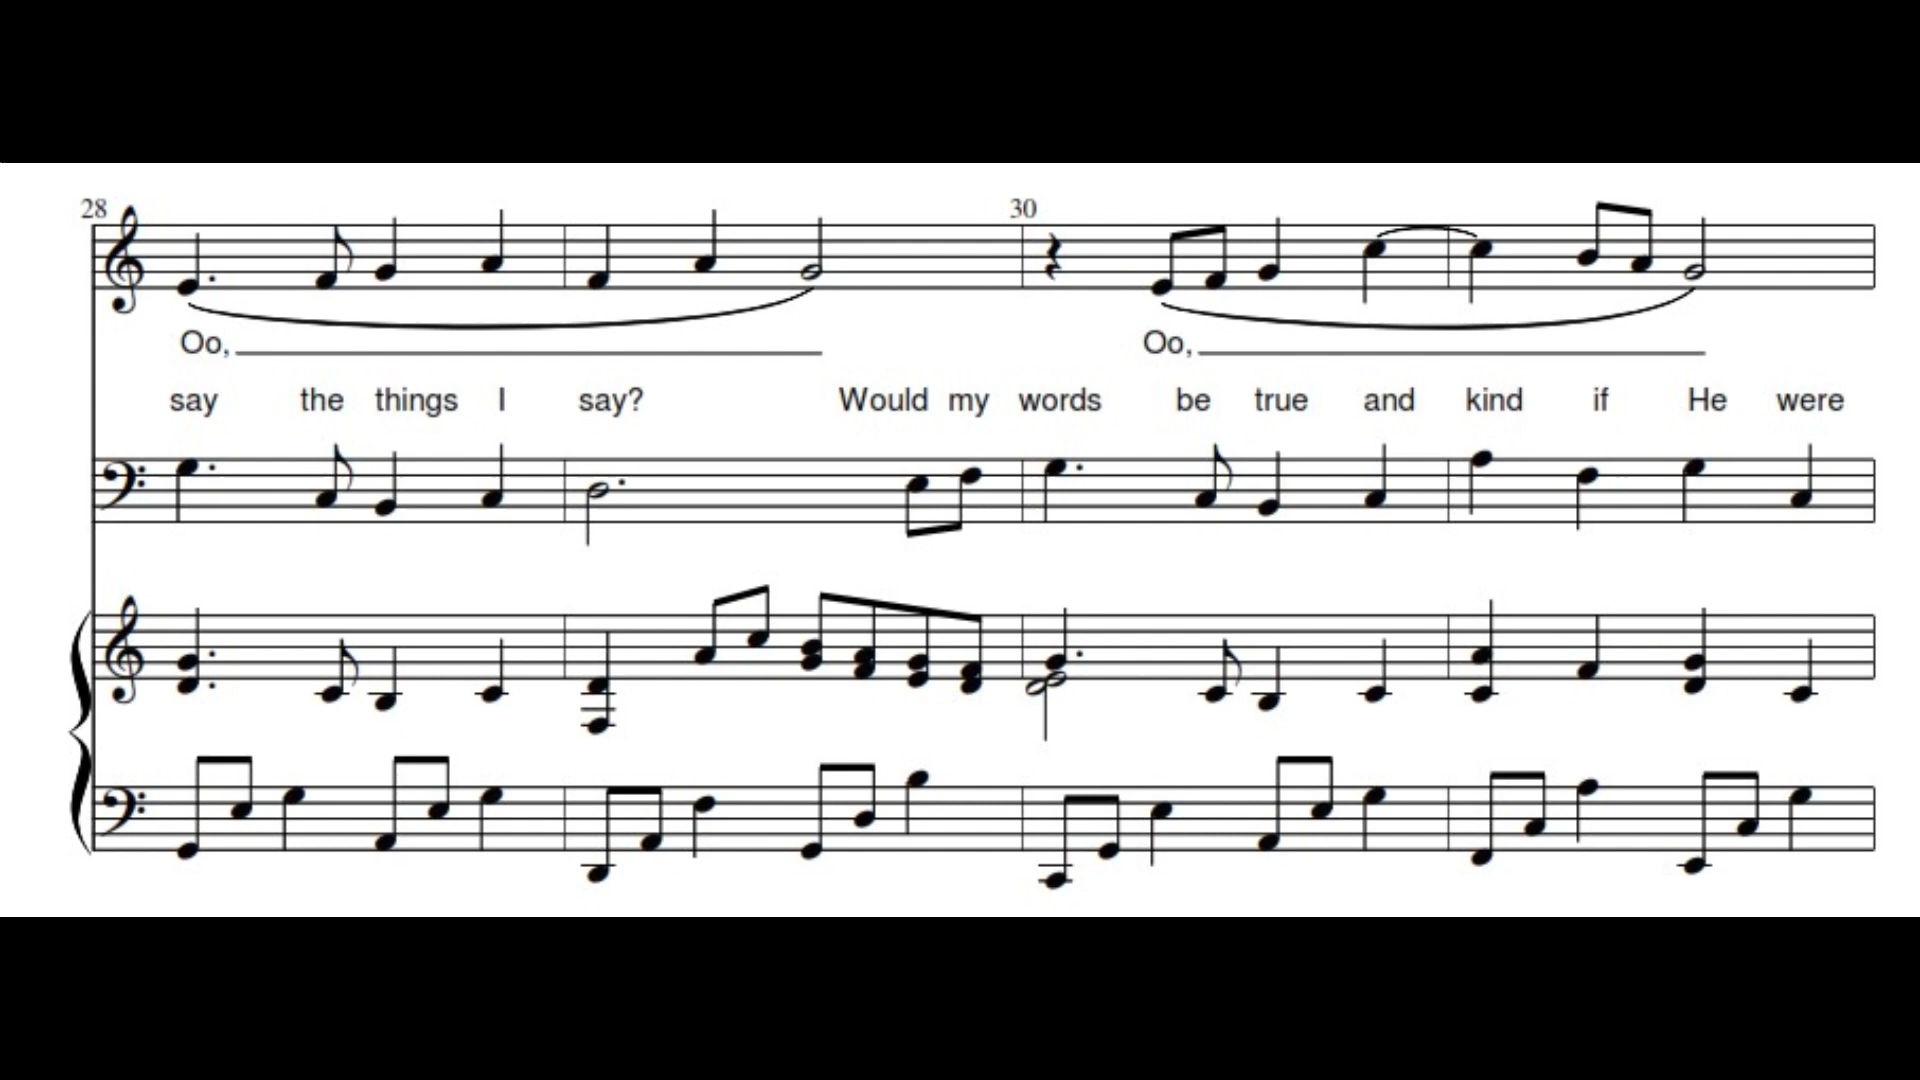 28 30
Oo, Oo,
say the things I say? Would my words be true and kind if He were